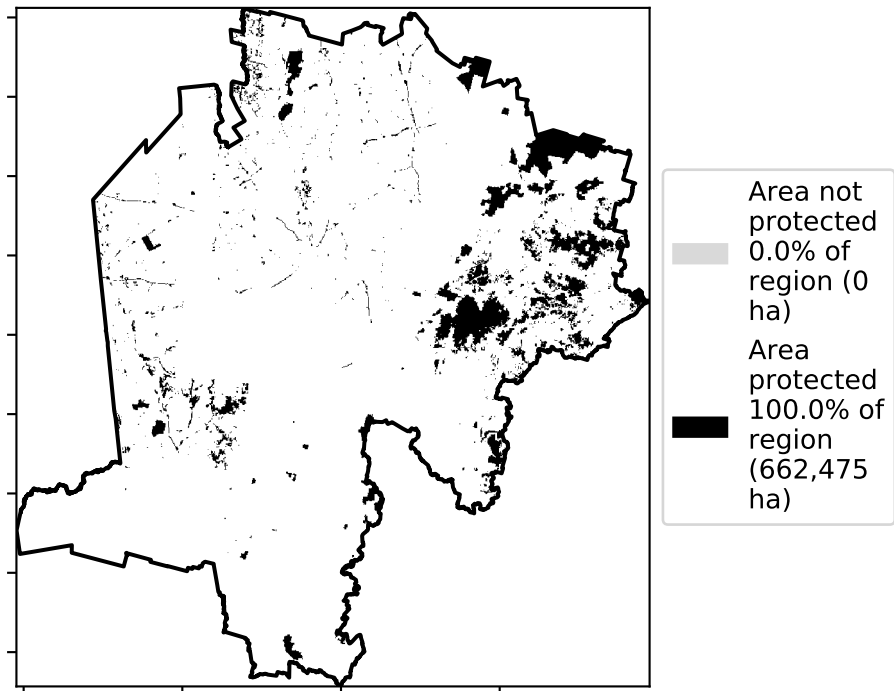 Area not
protected
0.0% of
region (0
ha)
Area
protected
100.0% of
region
(662,475
ha)